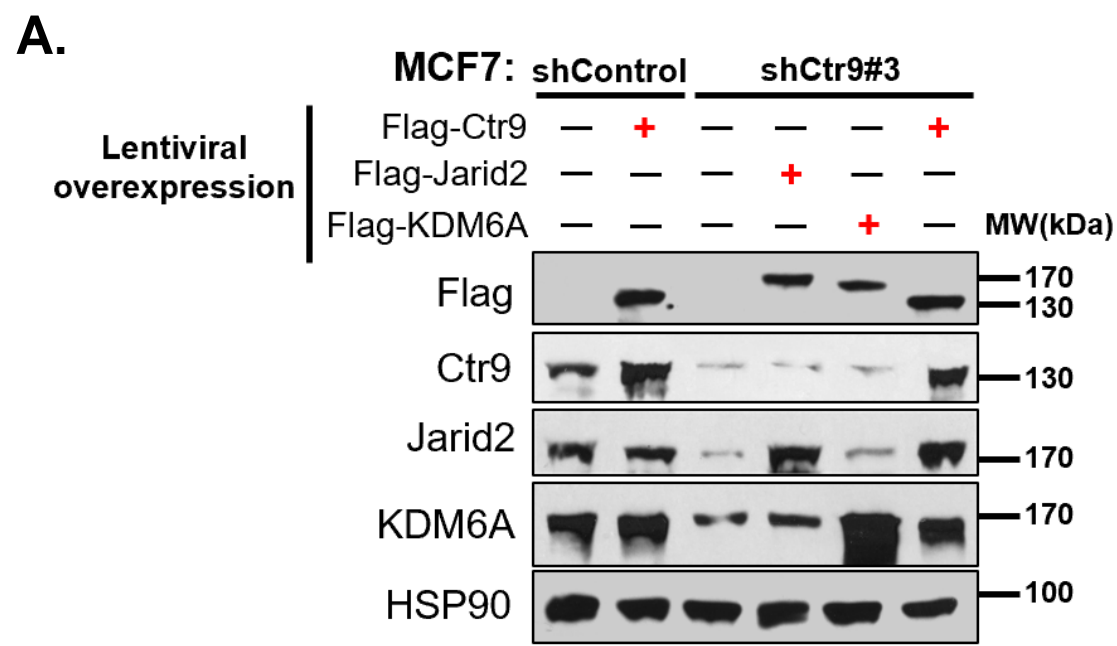 A.
MCF7: shControl shCtr9#3
Lentiviral
overexpression
Flag-Ctr9 — + — — — +
Flag-Jarid2 — — — + — —
Flag-KDM6A — — — — + — MW(kDa)
Flag 170
130
Ctr9 130
Jarid2 170
KDM6A 170
HSP90 100